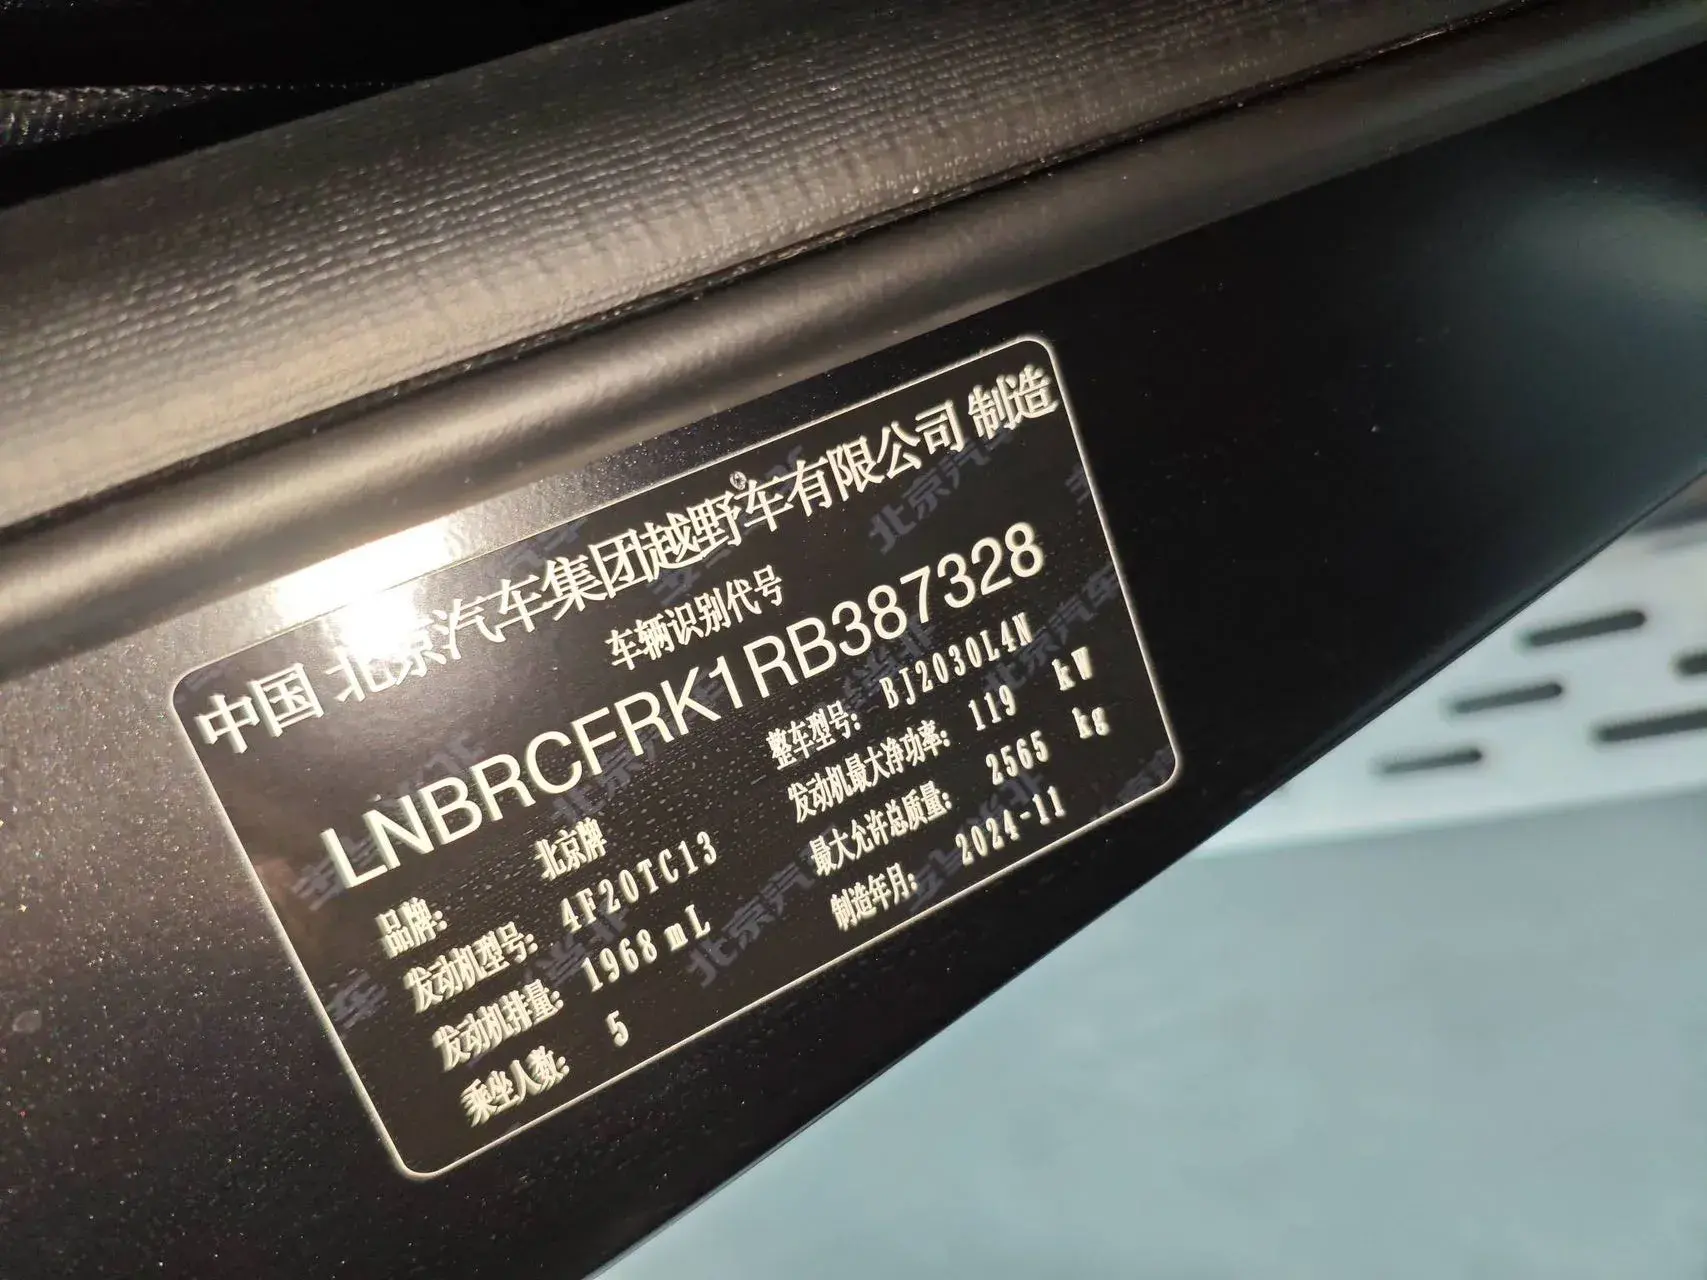 中国 北京汽车集团越野车有限公司 制造
车辆识别代号
LNBRCFRK1RB387328
品牌: 北京牌 整车型号: BJ2030L4N
发动机型号: 4F20TC13 发动机最大净功率: 119 kW
发动机排量: 1968 mL 最大允许总质量: 2565 kg
乘坐人数: 5 制造年月: 2024-11